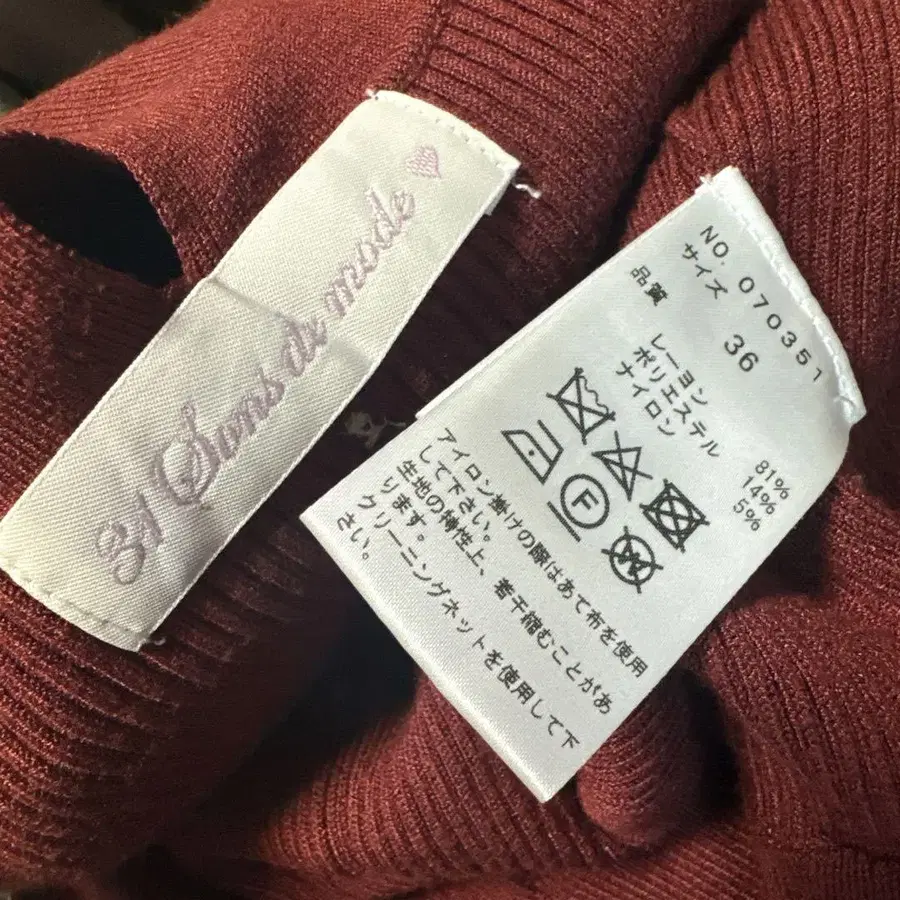 31 Sons de mode
NO. 070351
サイズ 36
品質
レーヨン 81%
ポリエステル 14%
ナイロン 5%
F
W
アイロン掛けの際はあて布を使用
して下さい。
生地の特性上、若干縮むことがあ
ります。
クリーニングネットを使用して下
さい。